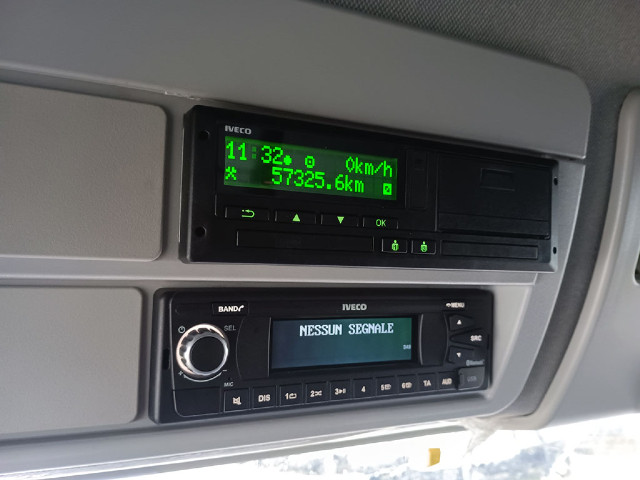 IVECO
11:32 0km/h
57325.6km
OK
BAND
IVECO
MENU
SEL
NESSUN SEGNALE
SRC
MIC
DIS 1 2 3 4 5 6 TA AUD